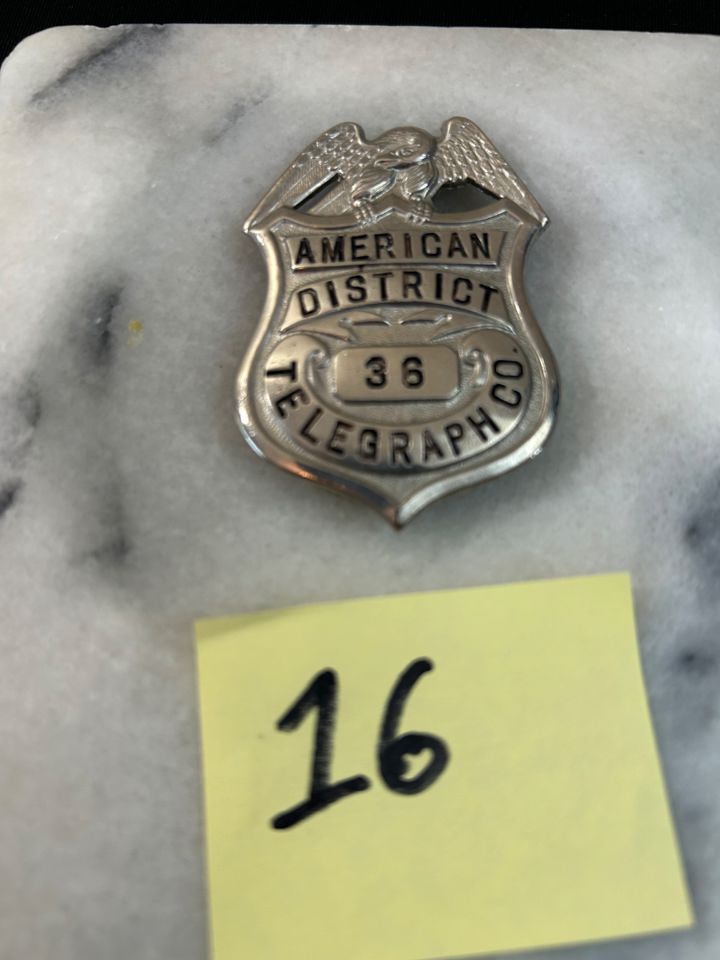 AMERICAN
DISTRICT
36
TELEGRAPH CO.
16